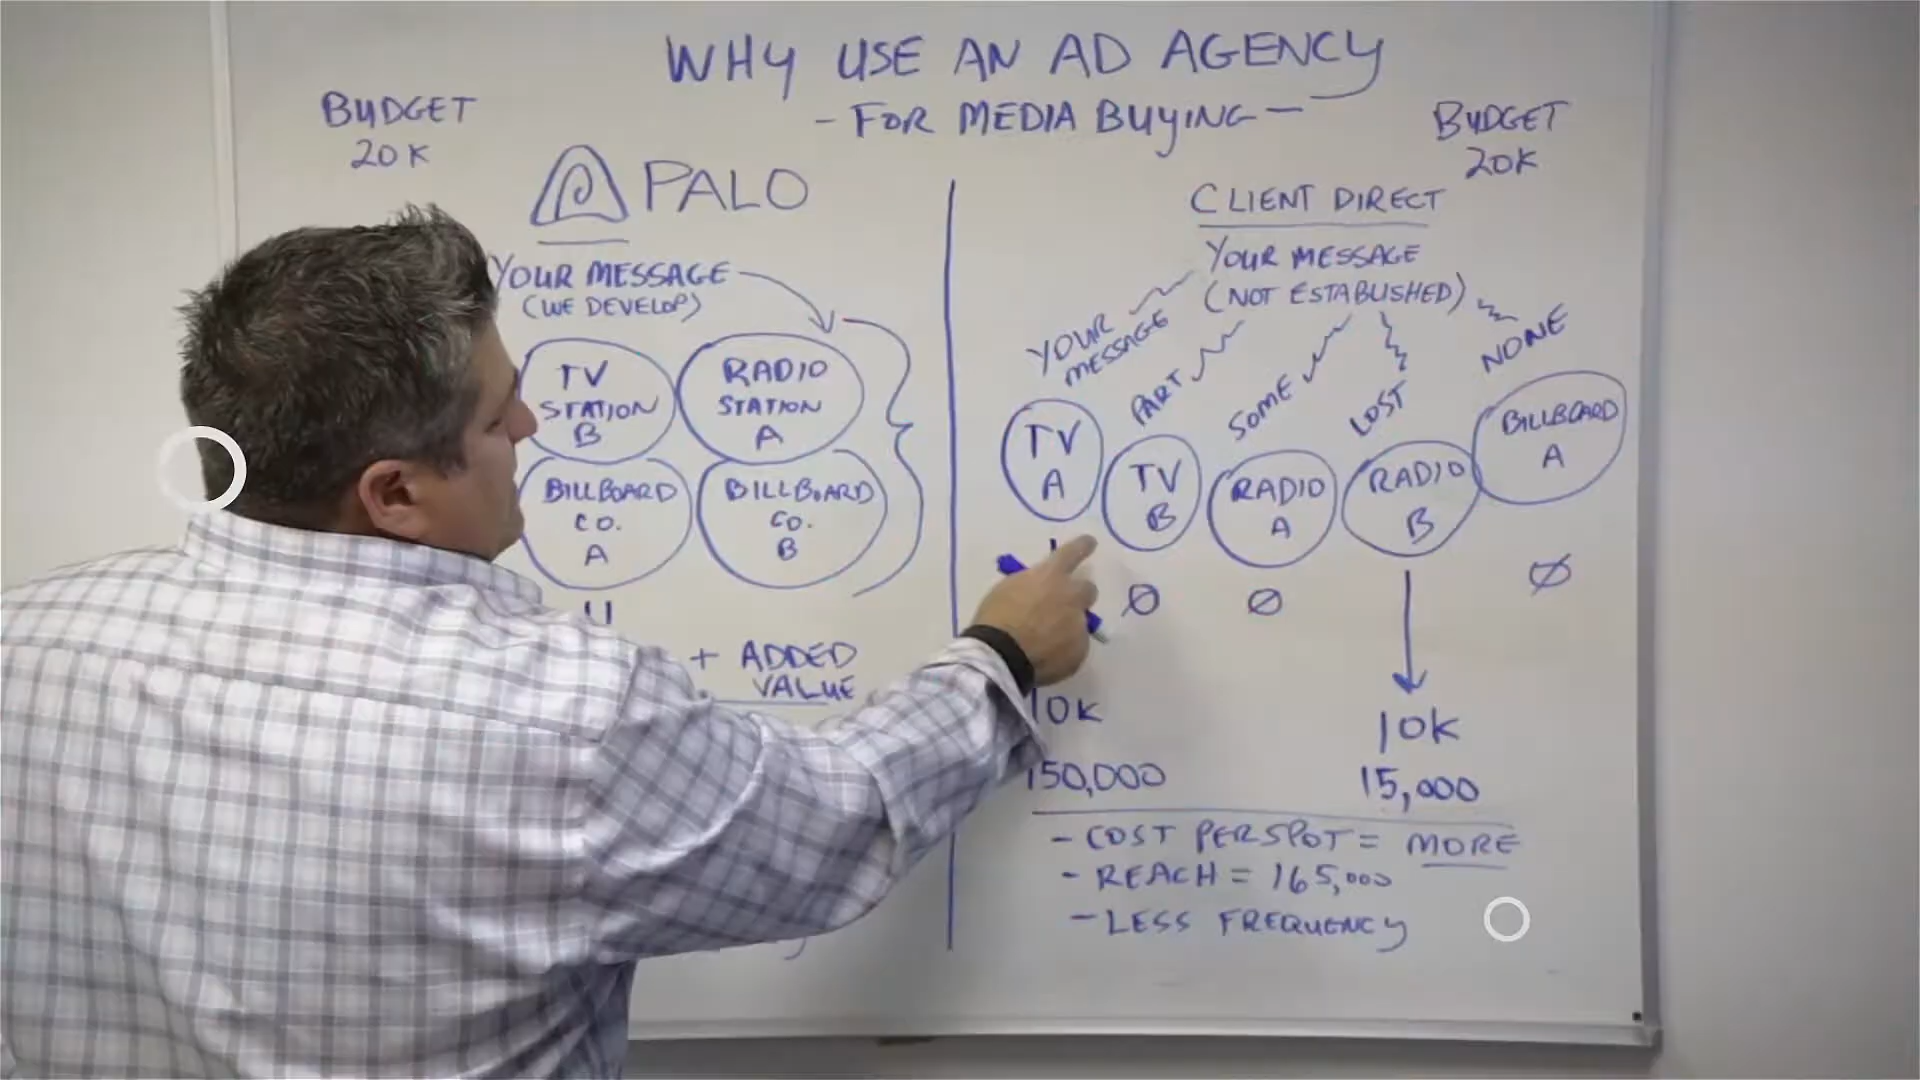 WHY USE AN AD AGENCY
- FOR MEDIA BUYING -
BUDGET
20K
PALO
YOUR MESSAGE
(WE DEVELOP)
TV
STATION
B
RADIO
STATION
A
BILLBOARD
CO.
A
BILLBOARD
CO.
B
+ ADDED
VALUE
BUDGET
20K
CLIENT DIRECT
YOUR MESSAGE
(NOT ESTABLISHED)
YOUR
MESSAGE
PART
SOME
LOST
NONE
TV
A
TV
B
RADIO
A
RADIO
B
BILLBOARD
A
Ø
Ø
Ø
10K
10K
150,000
15,000
- COST PER SPOT = MORE
- REACH = 165,000
- LESS FREQUENCY